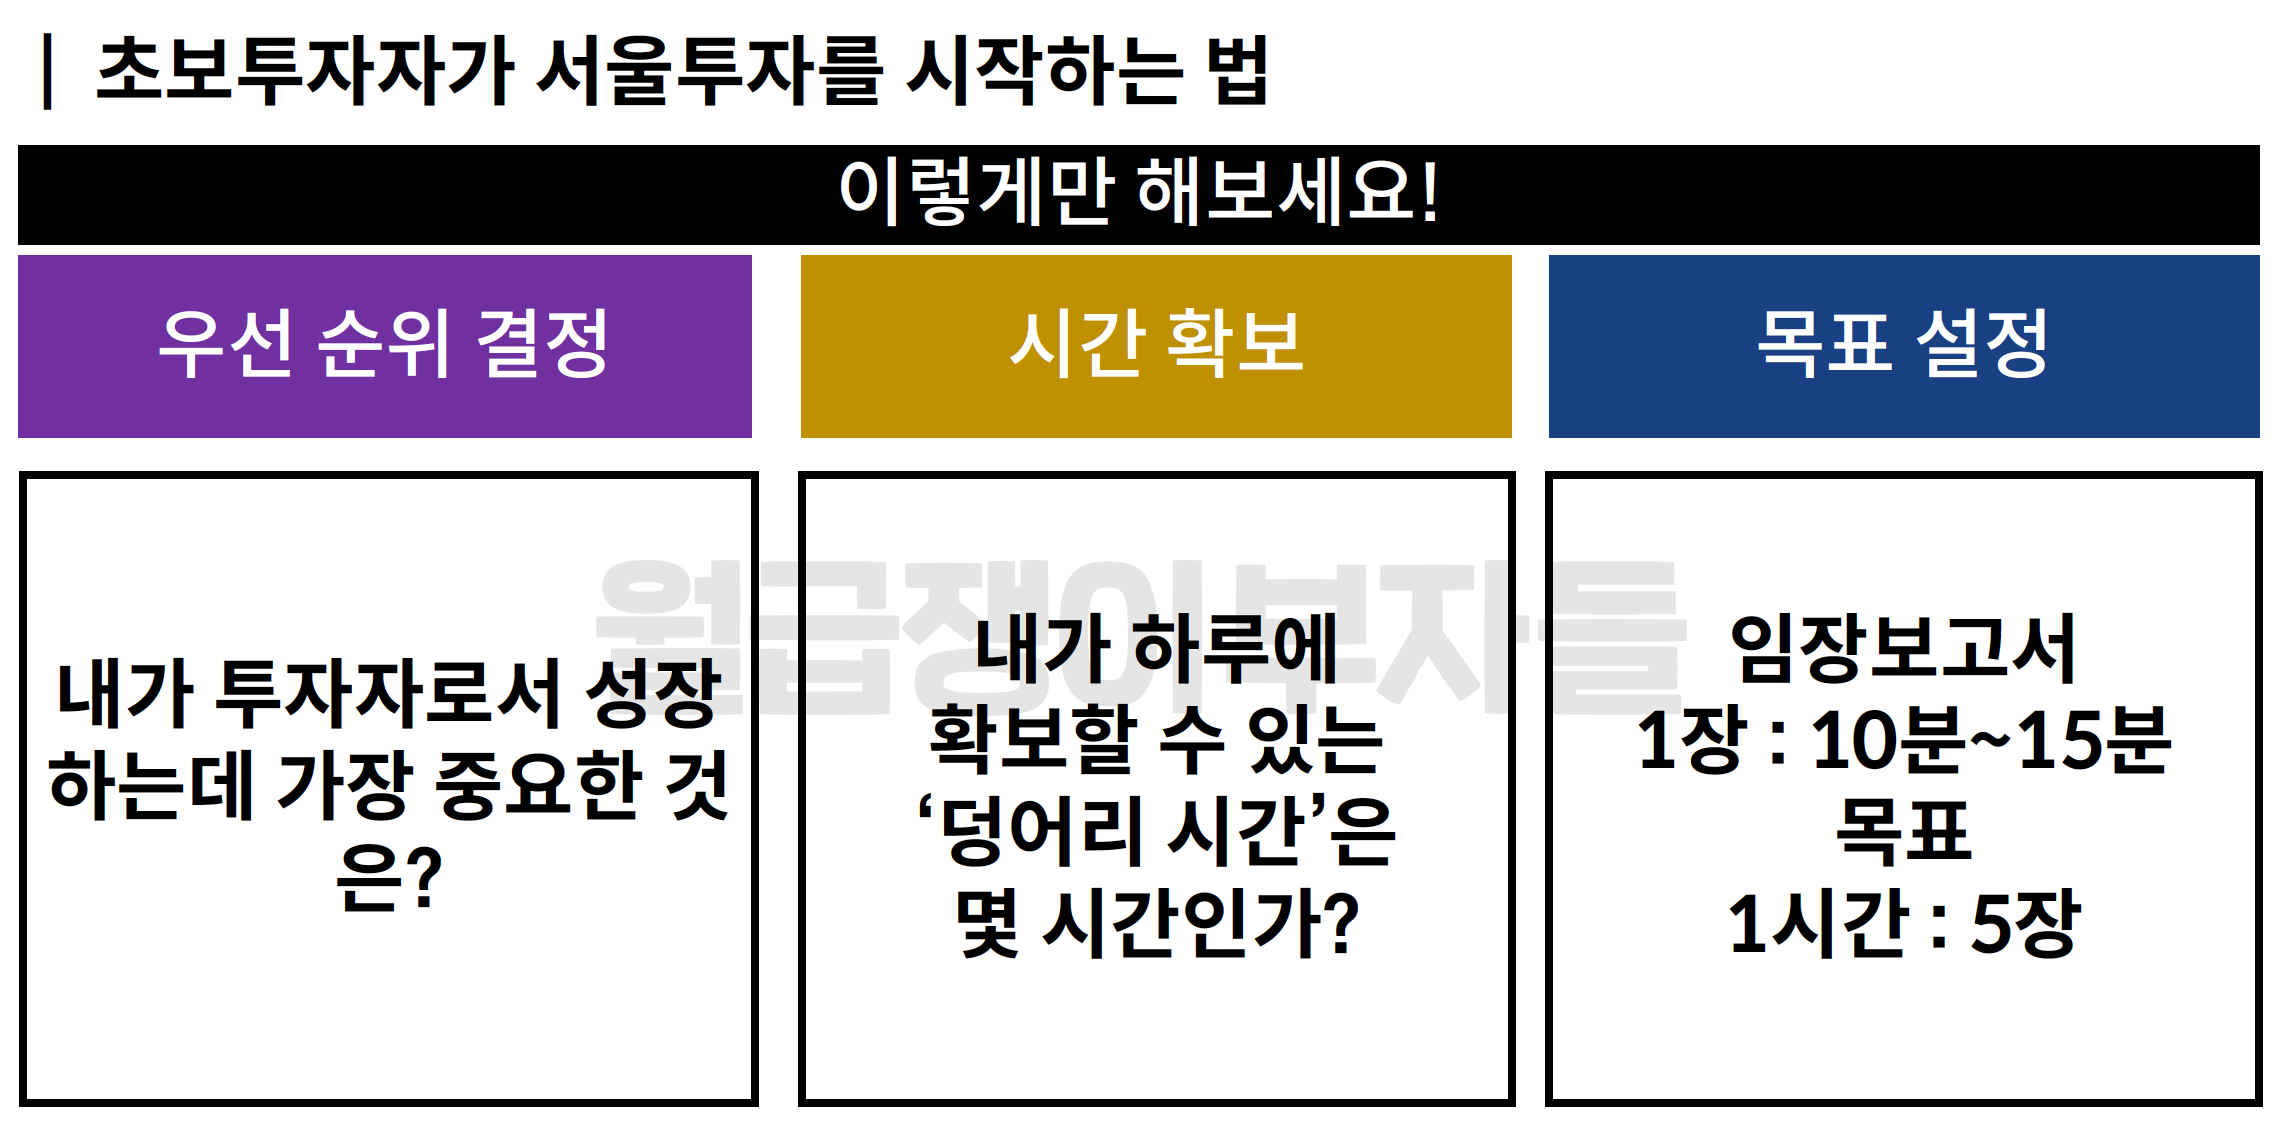 | 초보투자자가 서울투자를 시작하는 법
이렇게만 해보세요!
우선 순위 결정
시간 확보
목표 설정
내가 투자자로서 성장
하는데 가장 중요한 것
은?
내가 하루에
확보할 수 있는
‘덩어리 시간’은
몇 시간인가?
임장보고서
1장 : 10분~15분
목표
1시간 : 5장
월급쟁이부자들